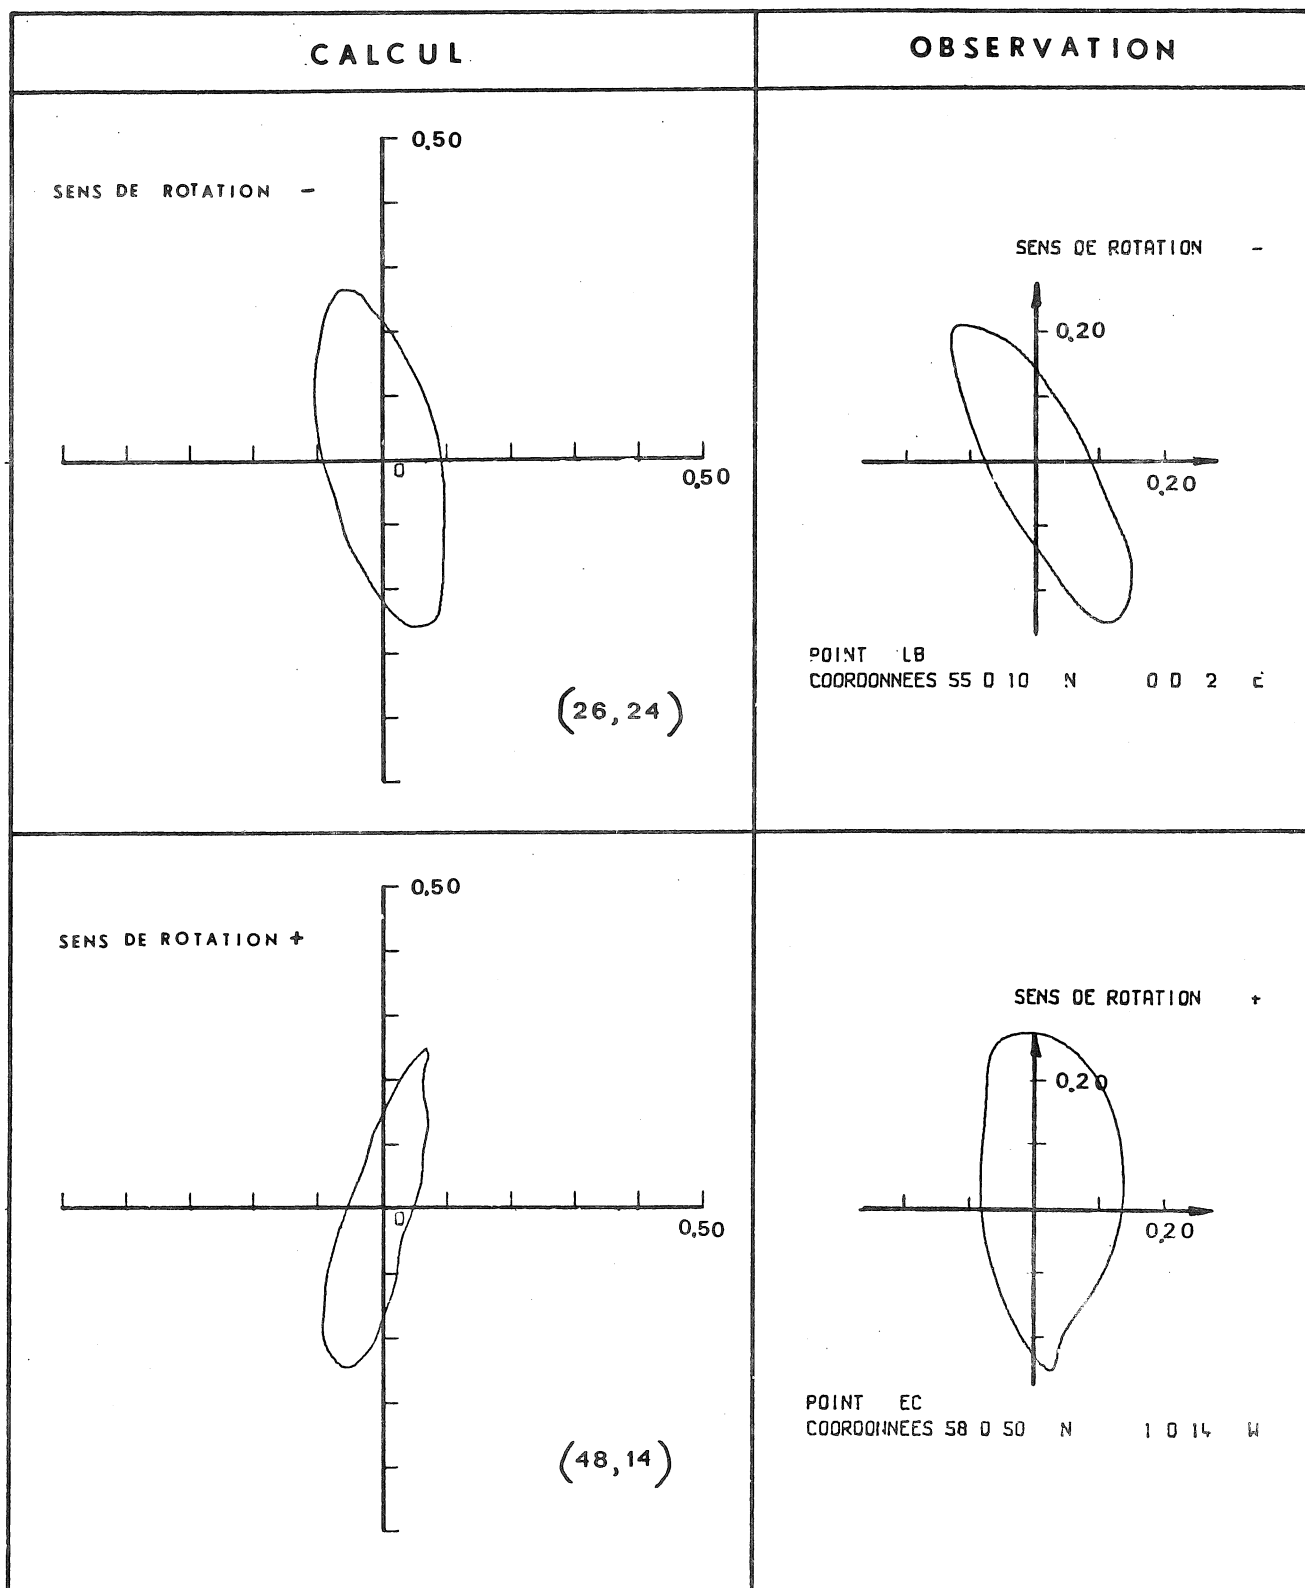 CALCUL
OBSERVATION
0.50
SENS DE ROTATION -
0
0.50
(26,24)
SENS DE ROTATION -
0.20
0.20
POINT LB
COORDONNEES 55 0 10 N 0 0 2 E
0.50
SENS DE ROTATION +
0
0.50
(48,14)
SENS DE ROTATION +
0.20
0.20
POINT EC
COORDONNEES 58 0 50 N 1 0 14 W